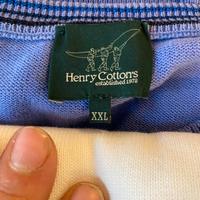 Henry Cotton's
established 1978
XXL